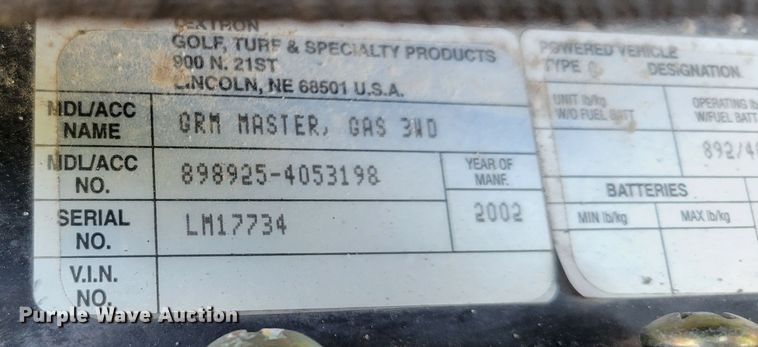 TEXTRON
GOLF, TURF & SPECIALTY PRODUCTS
900 N. 21ST
LINCOLN, NE 68501 U.S.A.
MDL/ACC NAME
GRM MASTER, GAS 3WD
MDL/ACC NO.
898925-4053198
YEAR OF MANF.
2002
SERIAL NO.
LM17734
V.I.N. NO.
POWERED VEHICLE
TYPE G DESIGNATION
UNIT lb/kg W/O FUEL BATT
OPERATING lb W/FUEL BATT
892/40
BATTERIES
MIN lb/kg
MAX lb/kg
Purple Wave Auction